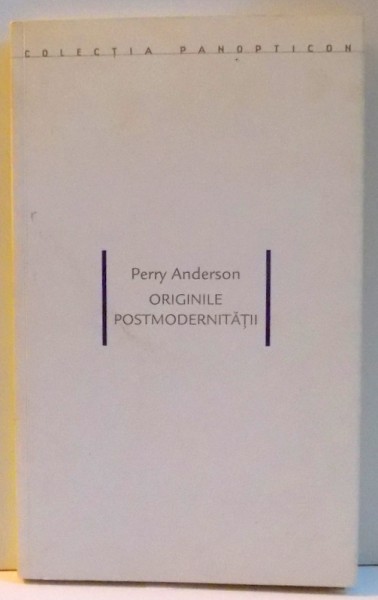 COLECȚIA PANOPTICON
Perry Anderson
ORIGINILE
POSTMODERNITĂȚII